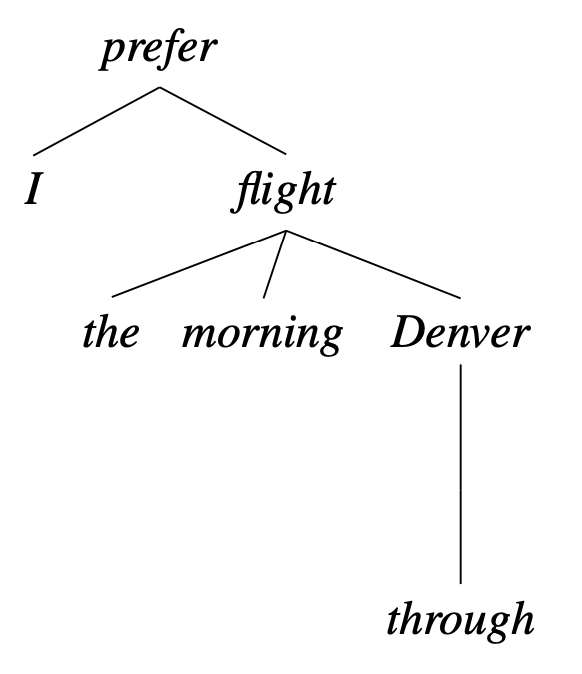 prefer
I flight
the morning Denver
through